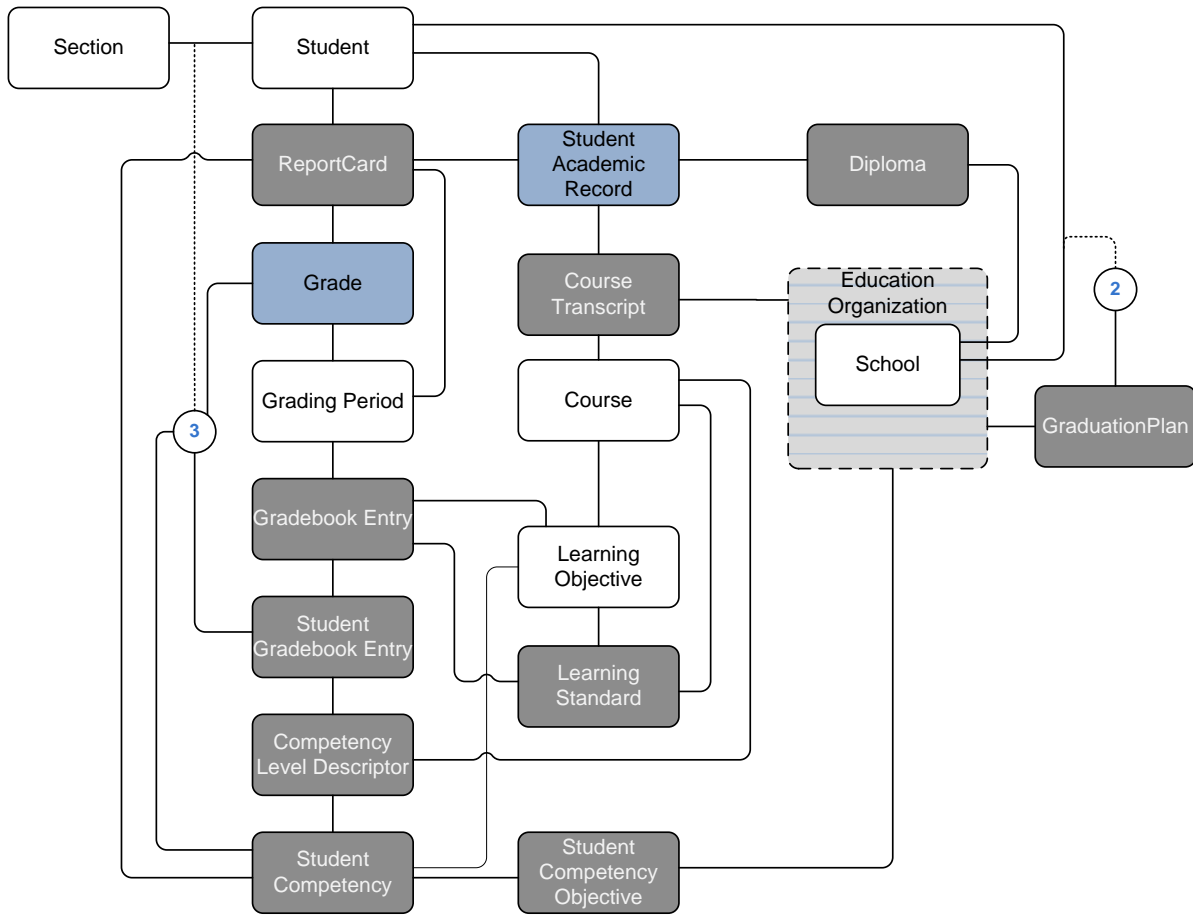 Section
Student
ReportCard
Student
Academic
Record
Diploma
Grade
Course
Transcript
Education
Organization
2
School
Grading Period
Course
3
GraduationPlan
Gradebook Entry
Learning
Objective
Student
Gradebook Entry
Learning
Standard
Competency
Level Descriptor
Student
Competency
Student
Competency
Objective